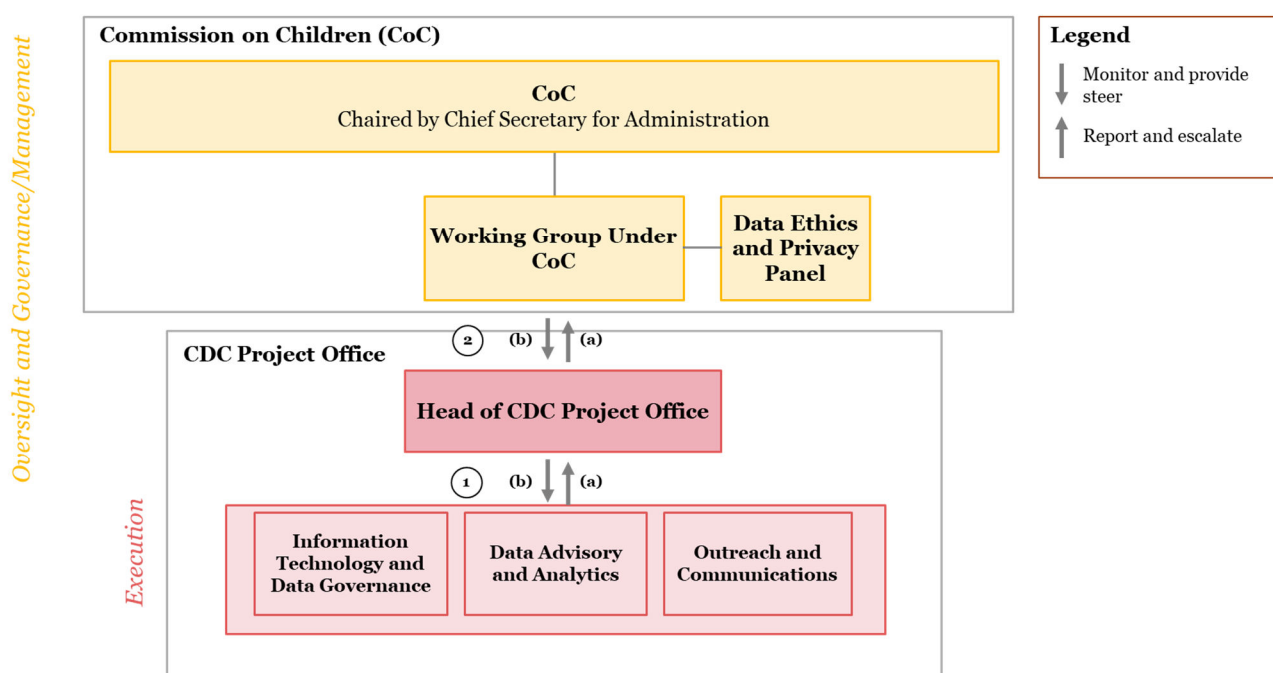 Oversight and Governance/Management
Commission on Children (CoC)
CoC
Chaired by Chief Secretary for Administration
Working Group Under
CoC
Data Ethics
and Privacy
Panel
Legend
Monitor and provide
steer
Report and escalate
2
(b)
(a)
CDC Project Office
Head of CDC Project Office
1
(b)
(a)
Execution
Information
Technology and
Data Governance
Data Advisory
and Analytics
Outreach and
Communications